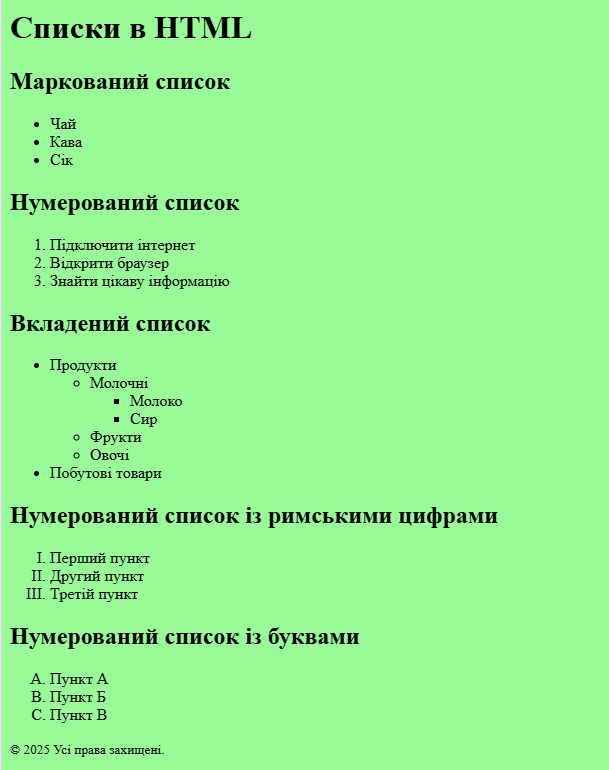 Списки в HTML
Маркований список
• Чай
• Кава
• Сік
Нумерований список
1. Підключити інтернет
2. Відкрити браузер
3. Знайти цікаву інформацію
Вкладений список
• Продукти
◦ Молочні
▪ Молоко
▪ Сир
◦ Фрукти
◦ Овочі
• Побутові товари
Нумерований список із римськими цифрами
I. Перший пункт
II. Другий пункт
III. Третій пункт
Нумерований список із буквами
A. Пункт А
B. Пункт Б
C. Пункт В
© 2025 Усі права захищені.